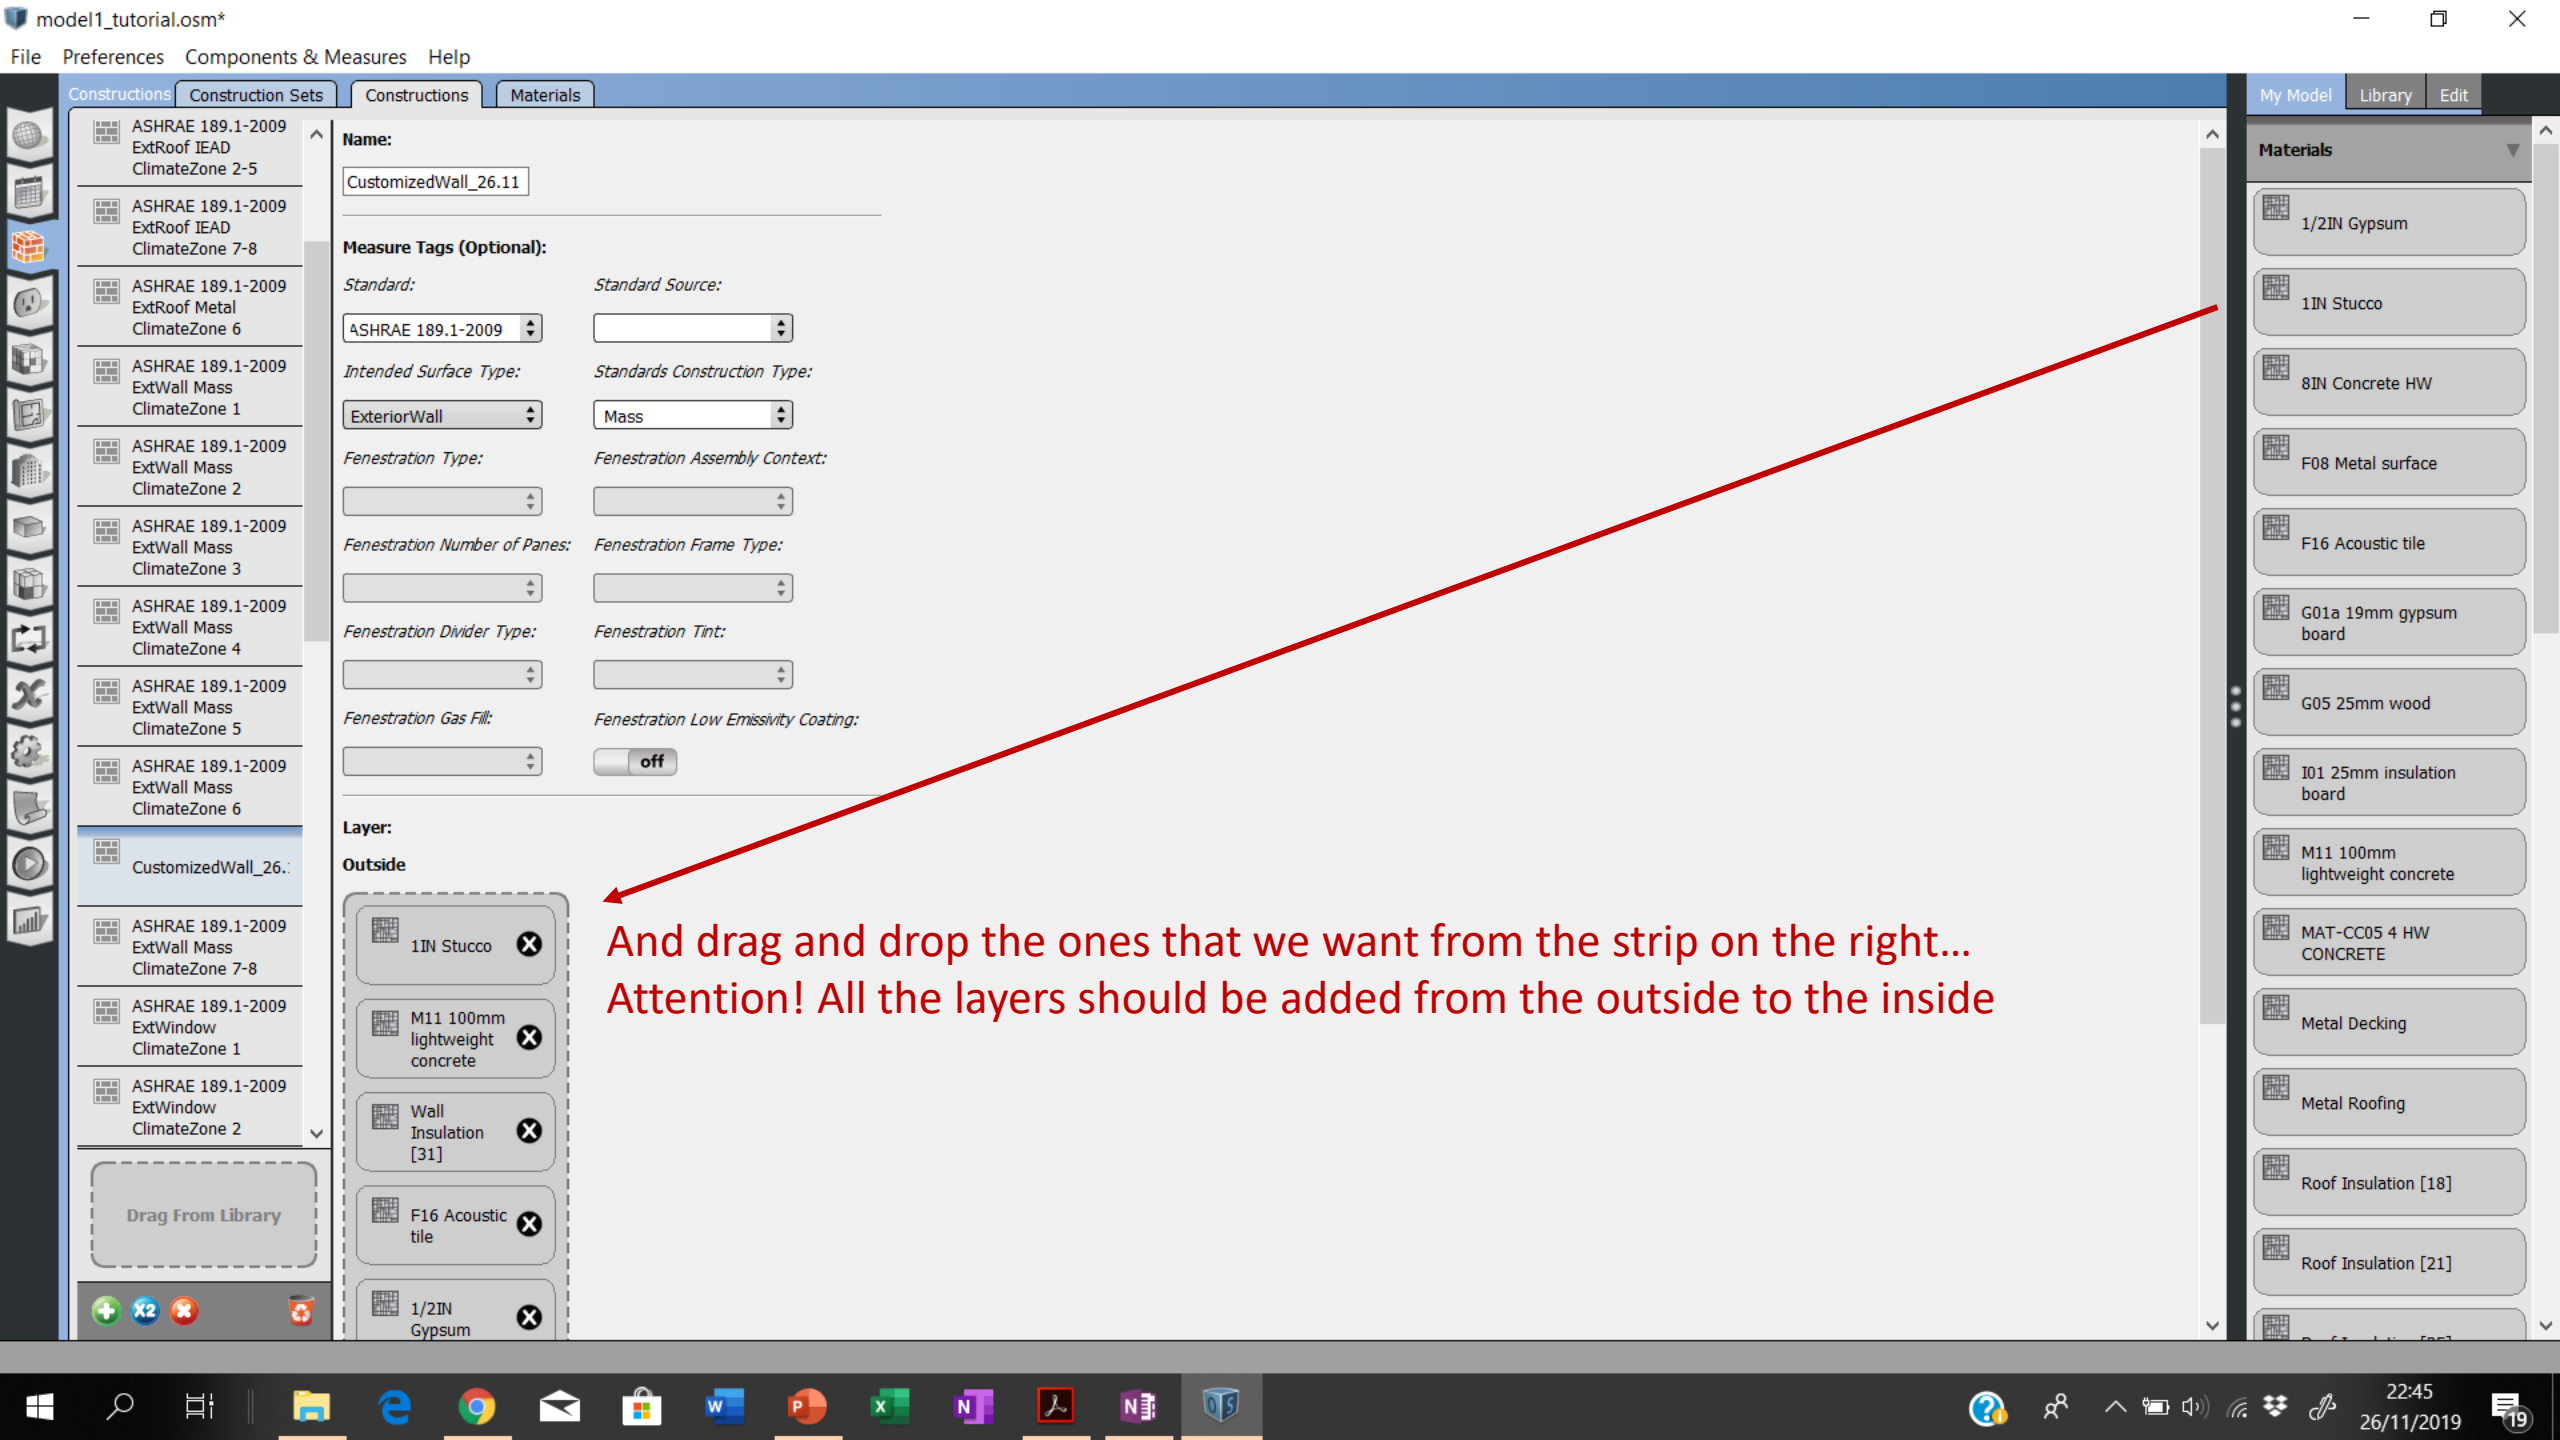 model1_tutorial.osm*
File Preferences Components & Measures Help
Constructions Construction Sets Constructions Materials
My Model Library Edit
ASHRAE 189.1-2009
ExtRoof IEAD
ClimateZone 2-5
ASHRAE 189.1-2009
ExtRoof IEAD
ClimateZone 7-8
ASHRAE 189.1-2009
ExtRoof Metal
ClimateZone 6
ASHRAE 189.1-2009
ExtWall Mass
ClimateZone 1
ASHRAE 189.1-2009
ExtWall Mass
ClimateZone 2
ASHRAE 189.1-2009
ExtWall Mass
ClimateZone 3
ASHRAE 189.1-2009
ExtWall Mass
ClimateZone 4
ASHRAE 189.1-2009
ExtWall Mass
ClimateZone 5
ASHRAE 189.1-2009
ExtWall Mass
ClimateZone 6
CustomizedWall_26.
ASHRAE 189.1-2009
ExtWall Mass
ClimateZone 7-8
ASHRAE 189.1-2009
ExtWindow
ClimateZone 1
ASHRAE 189.1-2009
ExtWindow
ClimateZone 2
Drag From Library
X2
Name:
CustomizedWall_26.11
Measure Tags (Optional):
Standard: Standard Source:
ASHRAE 189.1-2009
Intended Surface Type: Standards Construction Type:
ExteriorWall Mass
Fenestration Type: Fenestration Assembly Context:
Fenestration Number of Panes: Fenestration Frame Type:
Fenestration Divider Type: Fenestration Tint:
Fenestration Gas Fill: Fenestration Low Emissivity Coating:
off
Layer:
Outside
1IN Stucco
M11 100mm
lightweight
concrete
Wall
Insulation
[31]
F16 Acoustic
tile
1/2IN
Gypsum
And drag and drop the ones that we want from the strip on the right...
Attention! All the layers should be added from the outside to the inside
Materials
1/2IN Gypsum
1IN Stucco
8IN Concrete HW
F08 Metal surface
F16 Acoustic tile
G01a 19mm gypsum
board
G05 25mm wood
I01 25mm insulation
board
M11 100mm
lightweight concrete
MAT-CC05 4 HW
CONCRETE
Metal Decking
Metal Roofing
Roof Insulation [18]
Roof Insulation [21]
22:45
26/11/2019
19